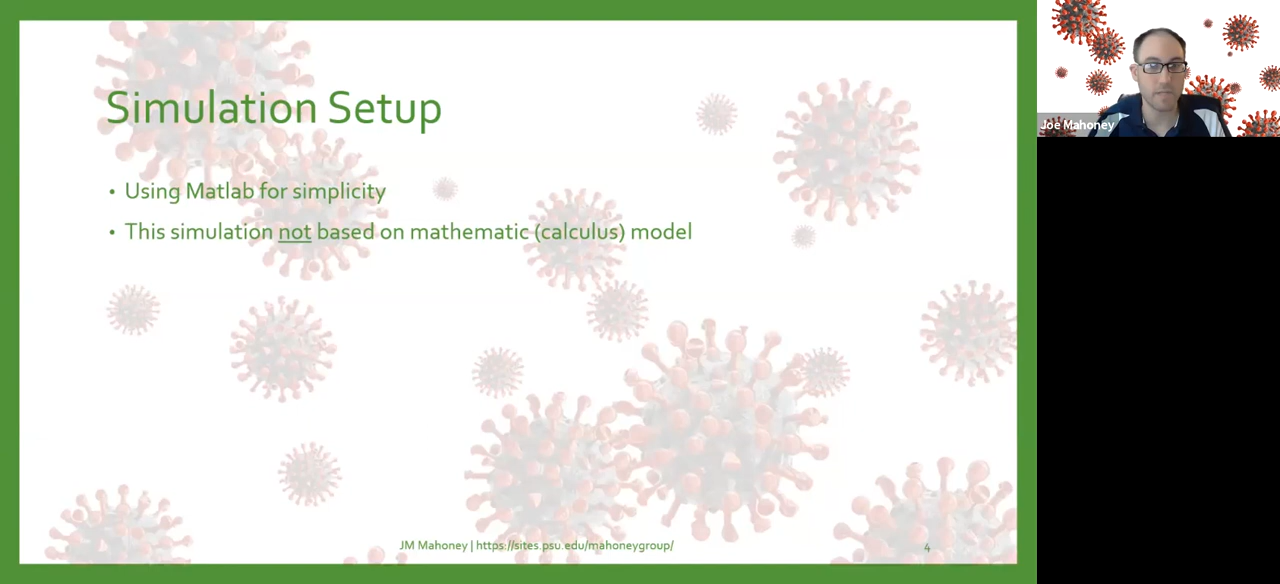 Simulation Setup
• Using Matlab for simplicity
• This simulation not based on mathematic (calculus) model
JM Mahoney | https://sites.psu.edu/mahoneygroup/
4
Joe Mahoney